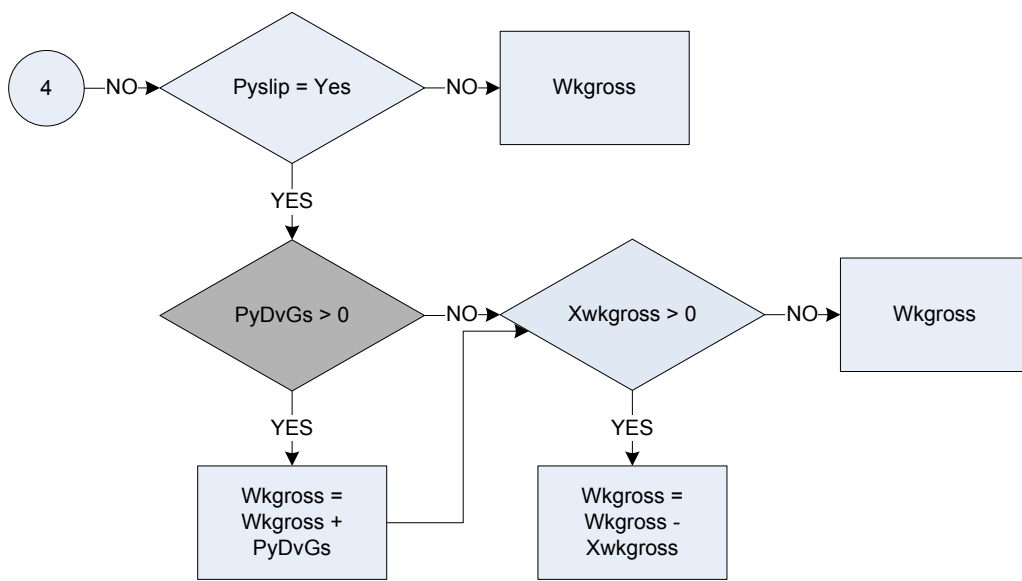 4
NO
Pyslip = Yes
NO
Wkgross
YES
PyDvGs > 0
NO
Xwkgross > 0
NO
Wkgross
YES
YES
Wkgross =
Wkgross +
PyDvGs
Wkgross =
Wkgross -
Xwkgross